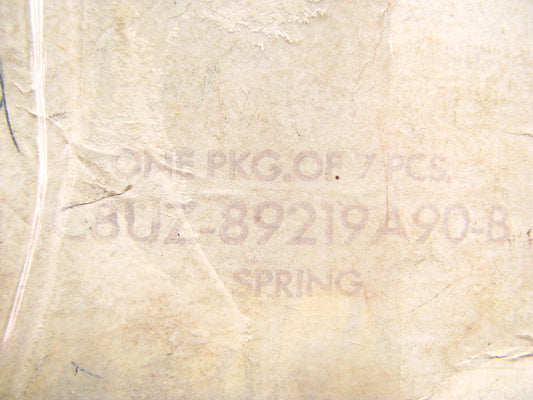 ONE PKG.OF 7 PCS.
C8UZ-89219A90-B
SPRING